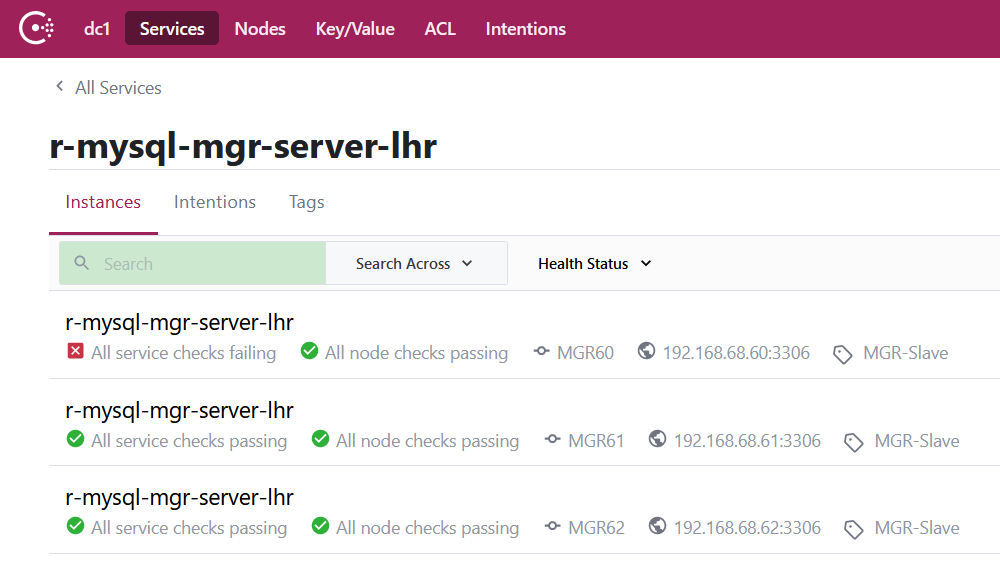 dc1 Services Nodes Key/Value ACL Intentions
All Services
r-mysql-mgr-server-lhr
Instances Intentions Tags
Search Search Across Health Status
r-mysql-mgr-server-lhr
All service checks failing All node checks passing MGR60 192.168.68.60:3306 MGR-Slave
r-mysql-mgr-server-lhr
All service checks passing All node checks passing MGR61 192.168.68.61:3306 MGR-Slave
r-mysql-mgr-server-lhr
All service checks passing All node checks passing MGR62 192.168.68.62:3306 MGR-Slave